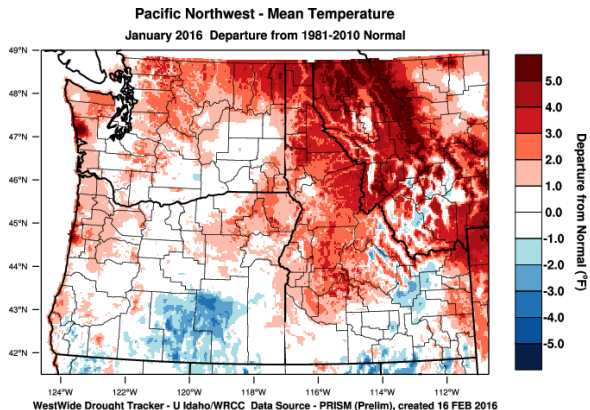 Pacific Northwest - Mean Temperature
January 2016 Departure from 1981-2010 Normal
49°N
48°N
47°N
46°N
45°N
44°N
43°N
42°N
124°W 122°W 120°W 118°W 116°W 114°W 112°W
5.0
4.0
3.0
2.0
1.0
0.0
-1.0
-2.0
-3.0
-4.0
-5.0
Departure from Normal (°F)
WestWide Drought Tracker - U Idaho/WRCC Data Source - PRISM (Prelim), created 16 FEB 2016